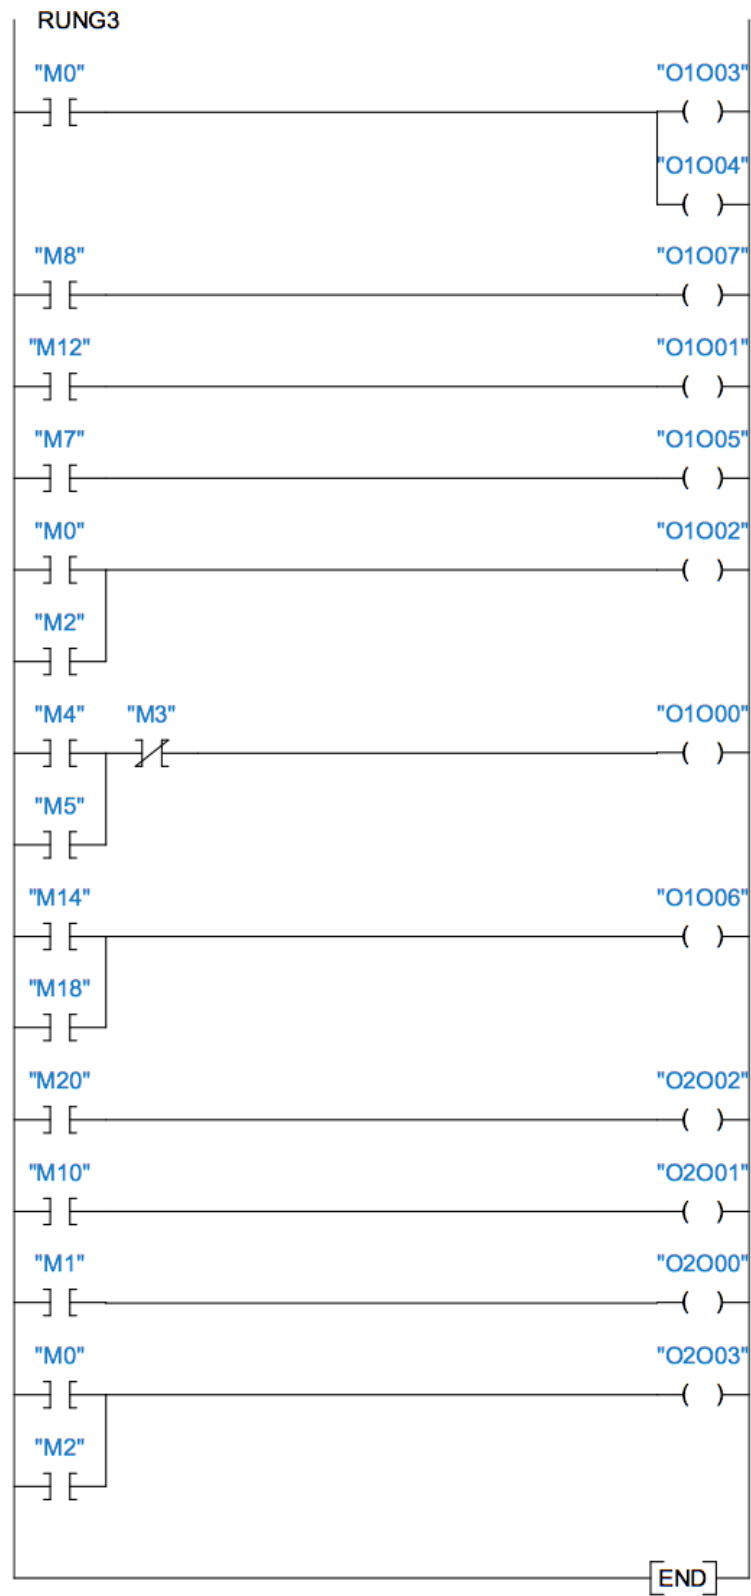 RUNG3
"M0" "O1O03"
"O1O04"
"M8" "O1O07"
"M12" "O1O01"
"M7" "O1O05"
"M0" "O1O02"
"M2"
"M4" "M3" "O1O00"
"M5"
"M14" "O1O06"
"M18"
"M20" "O2O02"
"M10" "O2O01"
"M1" "O2O00"
"M0" "O2O03"
"M2"
END